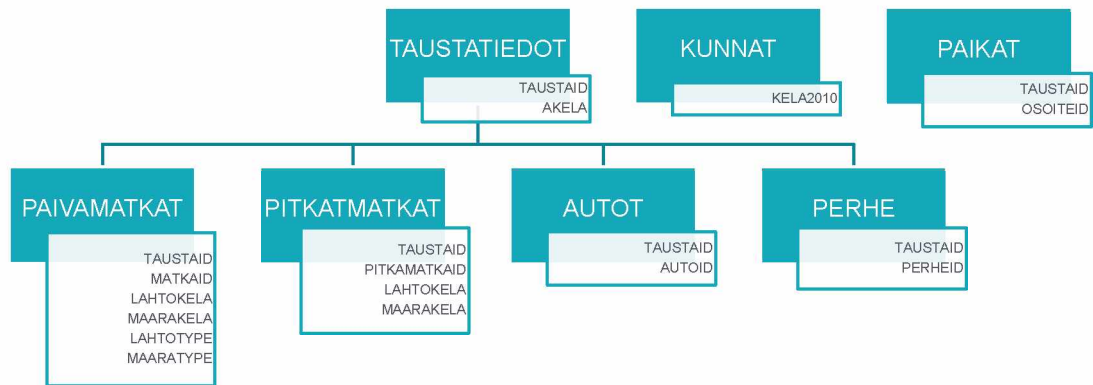 TAUSTATIEDOT
TAUSTAID
AKELA
KUNNAT
KELA2010
PAIKAT
TAUSTAID
OSOITEID
PAIVAMATKAT
TAUSTAID
MATKAID
LAHTOKELA
MAARAKELA
LAHTOTYPE
MAARATYPE
PITKATMATKAT
TAUSTAID
PITKAMATKAID
LAHTOKELA
MAARAKELA
AUTOT
TAUSTAID
AUTOID
PERHE
TAUSTAID
PERHEID